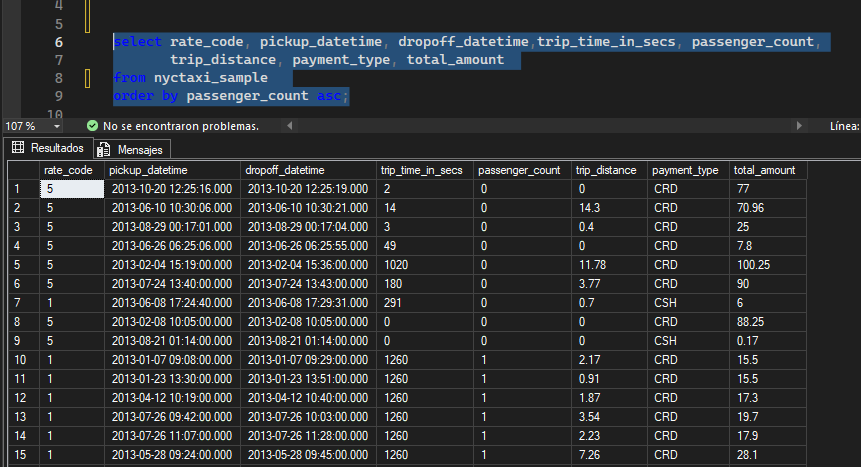 4
5
6 select rate_code, pickup_datetime, dropoff_datetime,trip_time_in_secs, passenger_count,
7 trip_distance, payment_type, total_amount
8 from nyctaxi_sample
9 order by passenger_count asc;
10
107 % No se encontraron problemas. Línea:
Resultados Mensajes
rate_code pickup_datetime dropoff_datetime trip_time_in_secs passenger_count trip_distance payment_type total_amount
1 5 2013-10-20 12:25:16.000 2013-10-20 12:25:19.000 2 0 0 CRD 77
2 5 2013-06-10 10:30:06.000 2013-06-10 10:30:21.000 14 0 14.3 CRD 70.96
3 5 2013-08-29 00:17:01.000 2013-08-29 00:17:04.000 3 0 0.4 CRD 25
4 5 2013-06-26 06:25:06.000 2013-06-26 06:25:55.000 49 0 0 CRD 7.8
5 5 2013-02-04 15:19:00.000 2013-02-04 15:36:00.000 1020 0 11.78 CRD 100.25
6 5 2013-07-24 13:40:00.000 2013-07-24 13:43:00.000 180 0 3.77 CRD 90
7 1 2013-06-08 17:24:40.000 2013-06-08 17:29:31.000 291 0 0.7 CSH 6
8 5 2013-02-08 10:05:00.000 2013-02-08 10:05:00.000 0 0 0 CRD 88.25
9 5 2013-08-21 01:14:00.000 2013-08-21 01:14:00.000 0 0 0 CSH 0.17
10 1 2013-01-07 09:08:00.000 2013-01-07 09:29:00.000 1260 1 2.17 CRD 15.5
11 1 2013-01-23 13:30:00.000 2013-01-23 13:51:00.000 1260 1 0.91 CRD 15.5
12 1 2013-04-12 10:19:00.000 2013-04-12 10:40:00.000 1260 1 1.87 CRD 17.3
13 1 2013-07-26 09:42:00.000 2013-07-26 10:03:00.000 1260 1 3.54 CRD 19.7
14 1 2013-07-26 11:07:00.000 2013-07-26 11:28:00.000 1260 1 2.23 CRD 17.9
15 1 2013-05-28 09:24:00.000 2013-05-28 09:45:00.000 1260 1 7.26 CRD 28.1